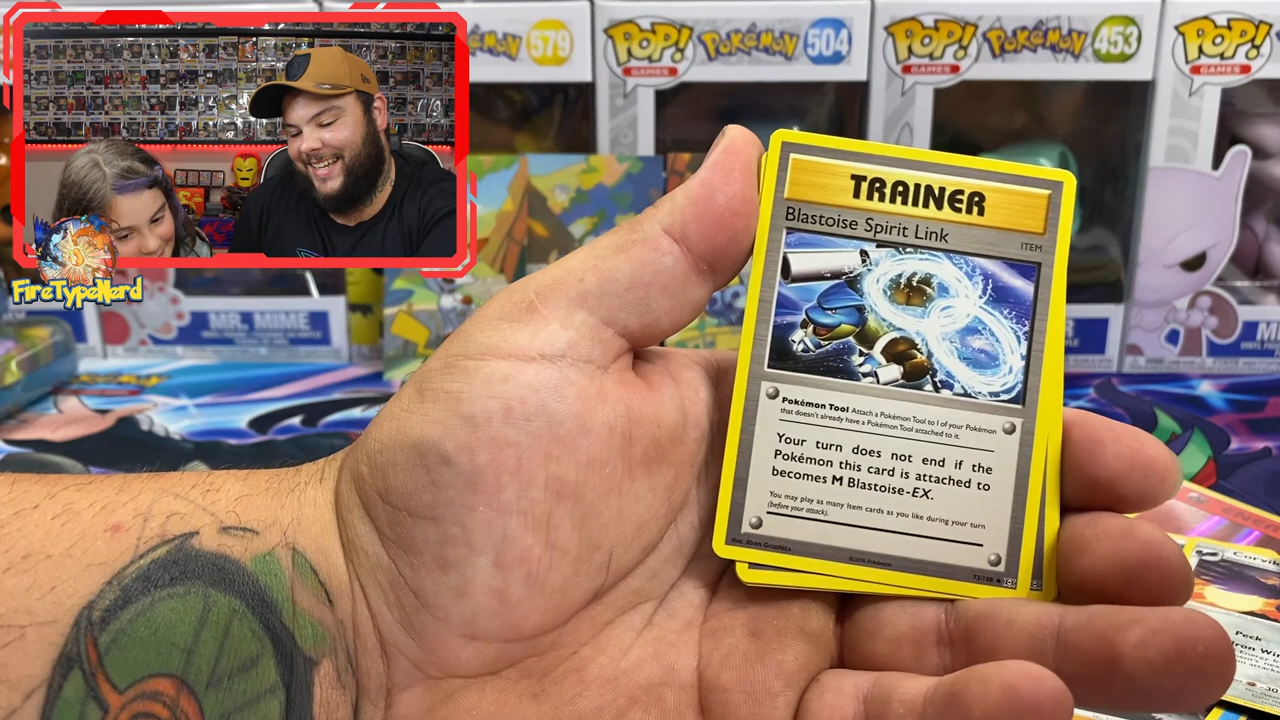 POKéMON 579
POP! GAMES POKéMON 504
POP! GAMES POKéMON 453
POP! GAMES
FireTypeNerd
MR. MIME
TRAINER
Blastoise Spirit Link
ITEM
Pokémon Tool Attach a Pokémon Tool to 1 of your Pokémon
that doesn't already have a Pokémon Tool attached to it.
Your turn does not end if the
Pokémon this card is attached to
becomes M Blastoise-EX.
You may play as many Item cards as you like during your turn
(before your attack).
Illus. 5ban Graphics
©2016 Pokémon
73/108
Peck